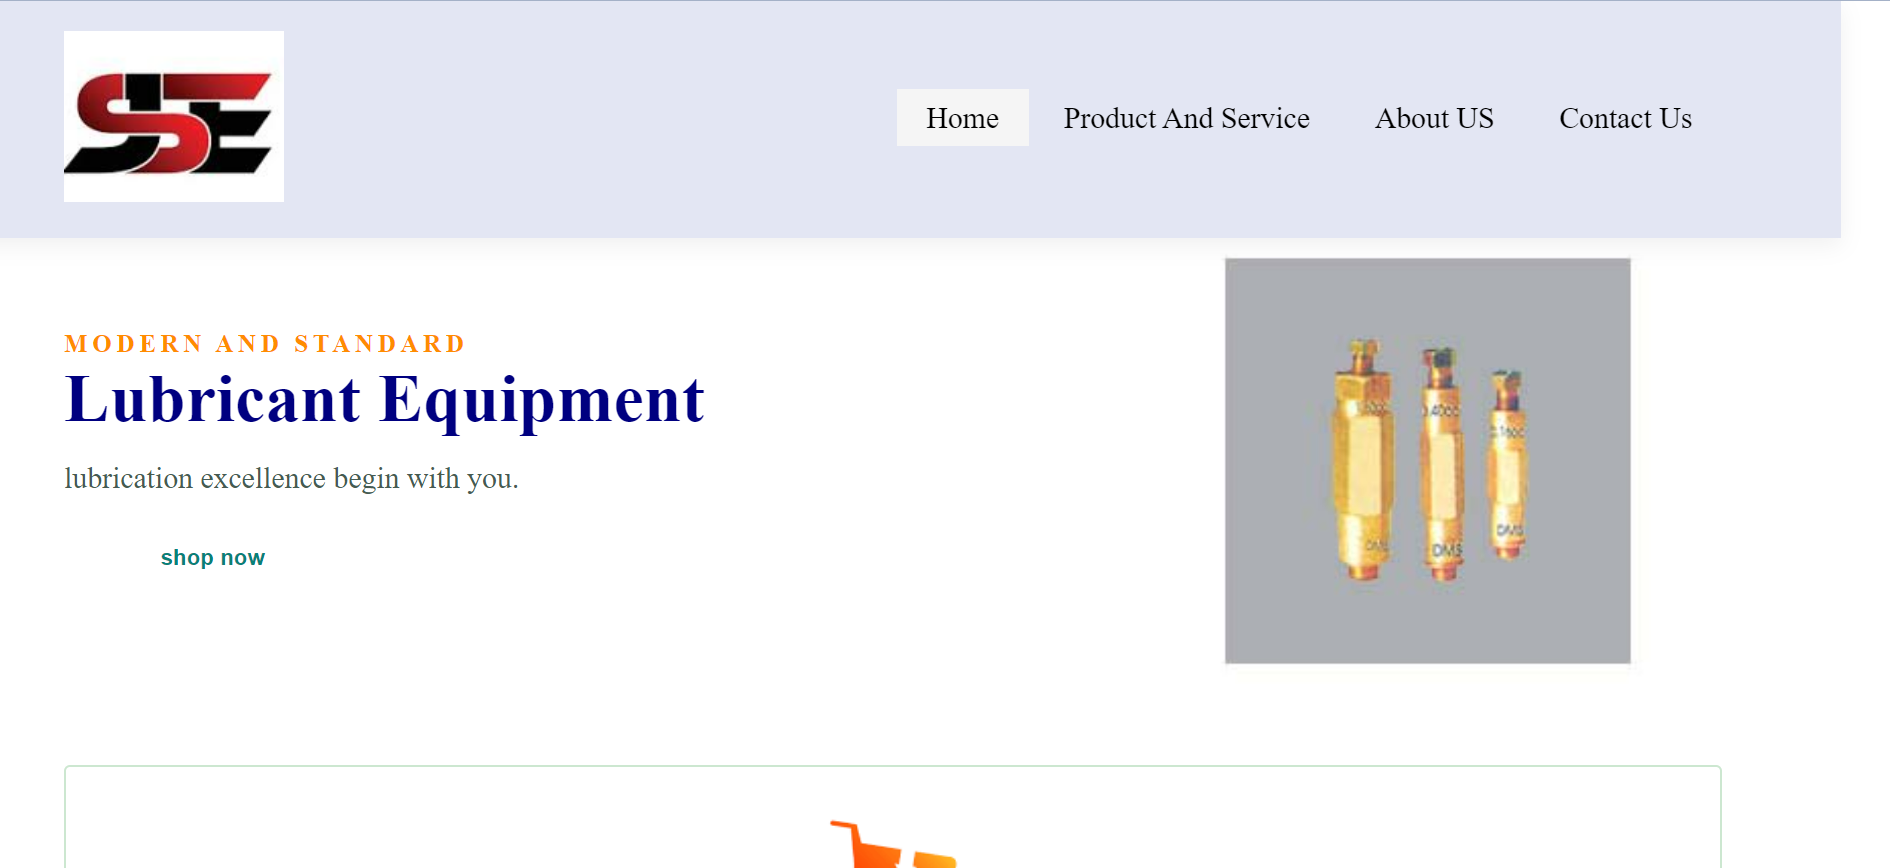 SSE
Home Product And Service About US Contact Us
MODERN AND STANDARD
Lubricant Equipment
lubrication excellence begin with you.
shop now
DMS
DMS